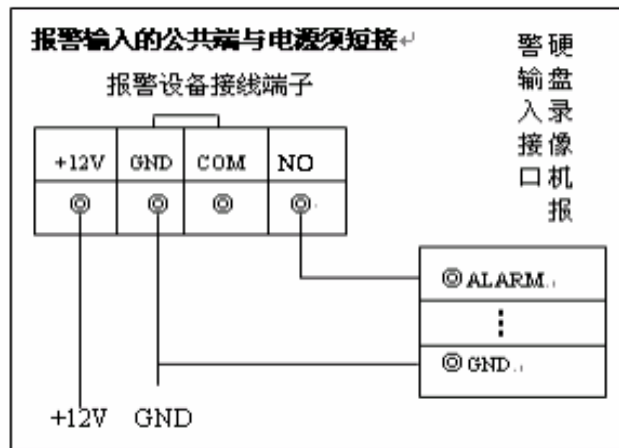 报警输入的公共端与电源须短接
报警设备接线端子
硬盘录像机报
警输入接口
+12V GND COM NO
ALARM
GND
+12V GND